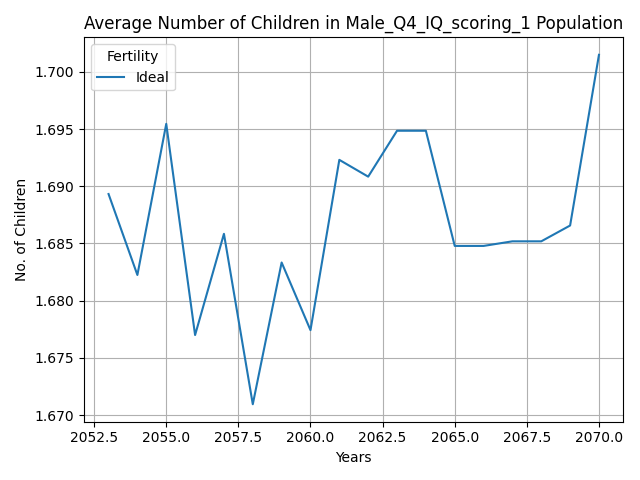 Average Number of Children in Male_Q4_IQ_scoring_1 Population
Fertility
Ideal
No. of Children
1.700
1.695
1.690
1.685
1.680
1.675
1.670
2052.5 2055.0 2057.5 2060.0 2062.5 2065.0 2067.5 2070.0
Years